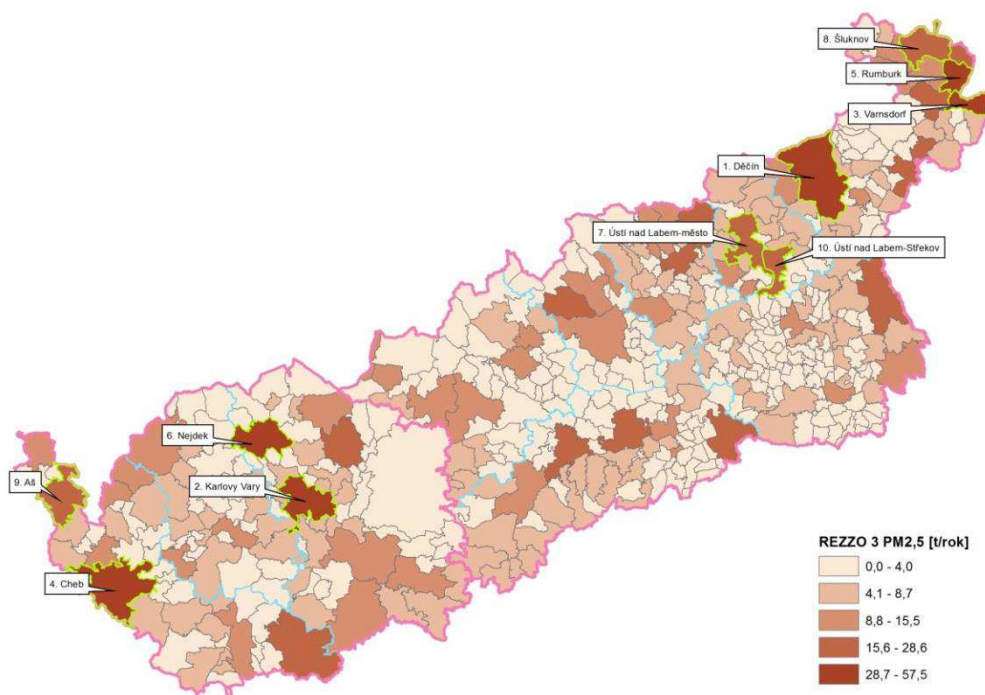 8. Šluknov
5. Rumburk
3. Varnsdorf
1. Děčín
7. Ústí nad Labem-město
10. Ústí nad Labem-Střekov
6. Nejdek
9. Aš
2. Karlovy Vary
4. Cheb
REZZO 3 PM2,5 [t/rok]
0,0 - 4,0
4,1 - 8,7
8,8 - 15,5
15,6 - 28,6
28,7 - 57,5